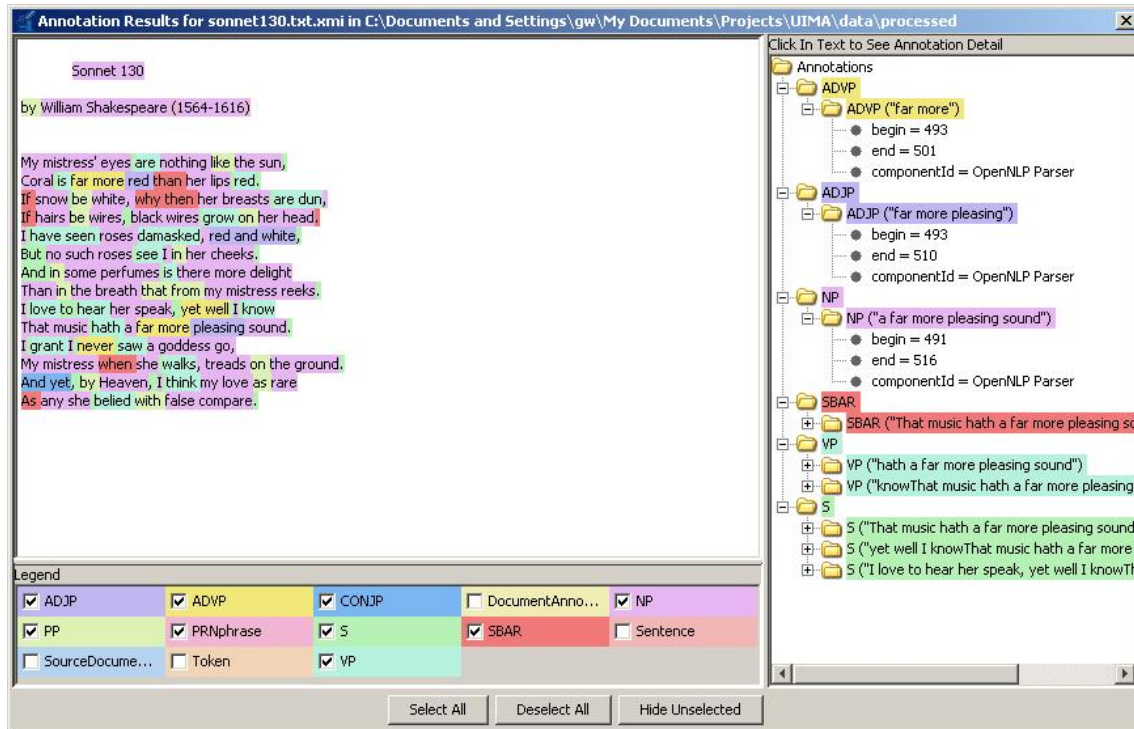 Annotation Results for sonnet130.txt.xmi in C:\Documents and Settings\gw\My Documents\Projects\UIMA\data\processed
Sonnet 130
by William Shakespeare (1564-1616)
My mistress' eyes are nothing like the sun,
Coral is far more red than her lips red.
If snow be white, why then her breasts are dun,
If hairs be wires, black wires grow on her head.
I have seen roses damasked, red and white,
But no such roses see I in her cheeks.
And in some perfumes is there more delight
Than in the breath that from my mistress reeks.
I love to hear her speak, yet well I know
That music hath a far more pleasing sound.
I grant I never saw a goddess go,
My mistress when she walks, treads on the ground.
And yet, by Heaven, I think my love as rare
As any she belied with false compare.
Click In Text to See Annotation Detail
Annotations
ADVP
ADVP ("far more")
begin = 493
end = 501
componentId = OpenNLP Parser
ADJP
ADJP ("far more pleasing")
begin = 493
end = 510
componentId = OpenNLP Parser
NP
NP ("a far more pleasing sound")
begin = 491
end = 516
componentId = OpenNLP Parser
SBAR
SBAR ("That music hath a far more pleasing so
VP
VP ("hath a far more pleasing sound")
VP ("knowThat music hath a far more pleasing
S
S ("That music hath a far more pleasing sound
S ("yet well I knowThat music hath a far more
S ("I love to hear her speak, yet well I knowTh
Legend
ADJP ADVP CONJP DocumentAnno... NP
PP PRNphrase S SBAR Sentence
SourceDocume... Token VP
Select All Deselect All Hide Unselected